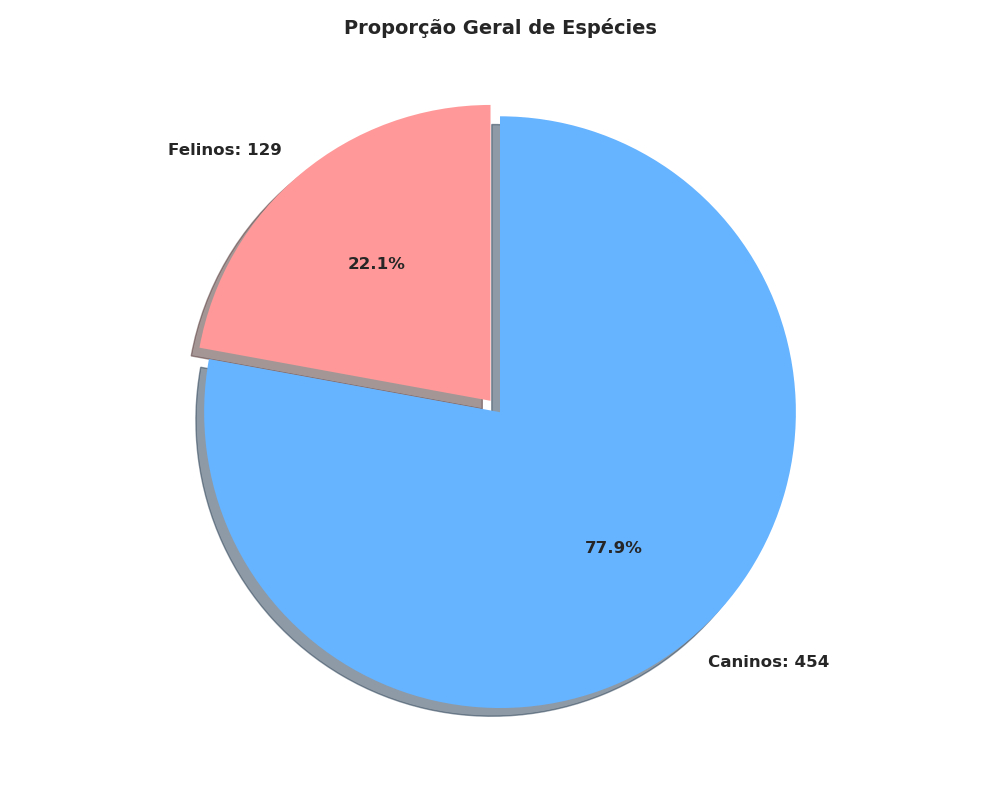 Proporção Geral de Espécies
Felinos: 129
22.1%
77.9%
Caninos: 454